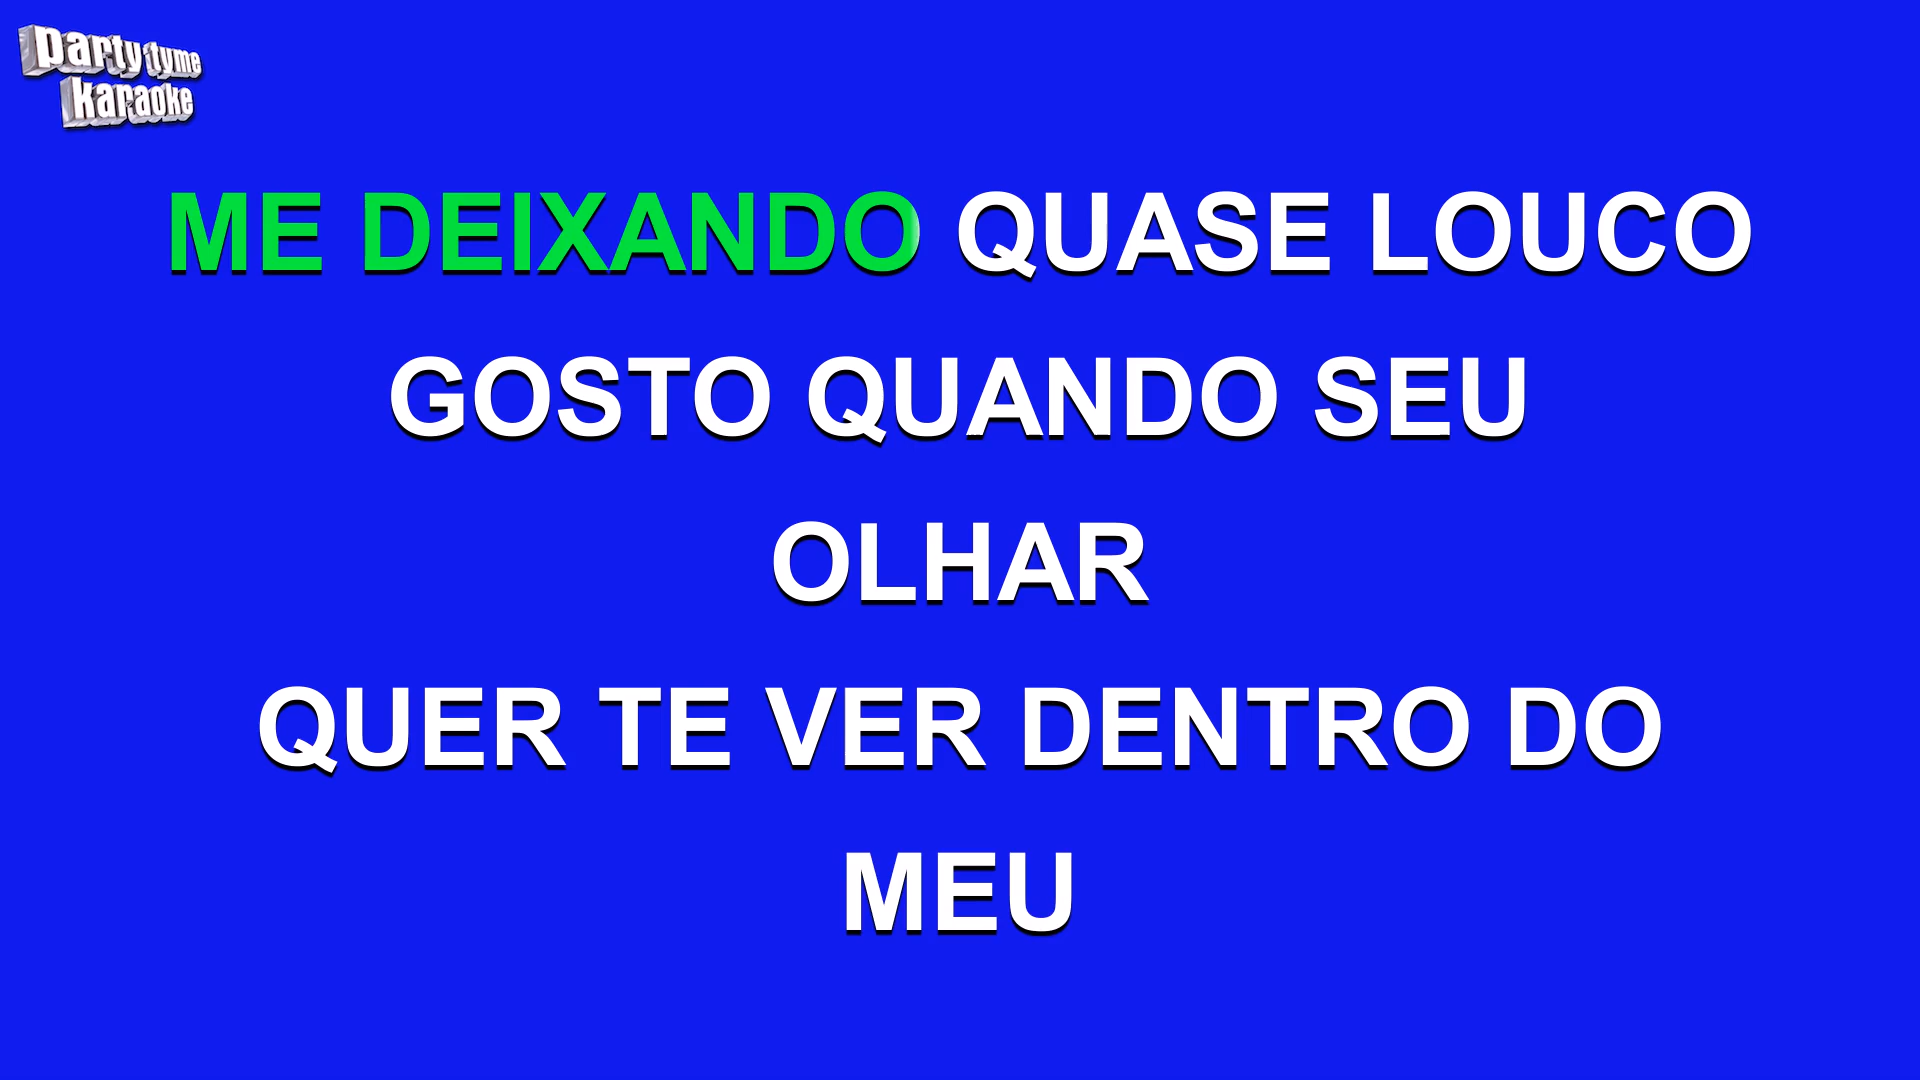 party tyme
karaoke
ME DEIXANDO QUASE LOUCO
GOSTO QUANDO SEU
OLHAR
QUER TE VER DENTRO DO
MEU